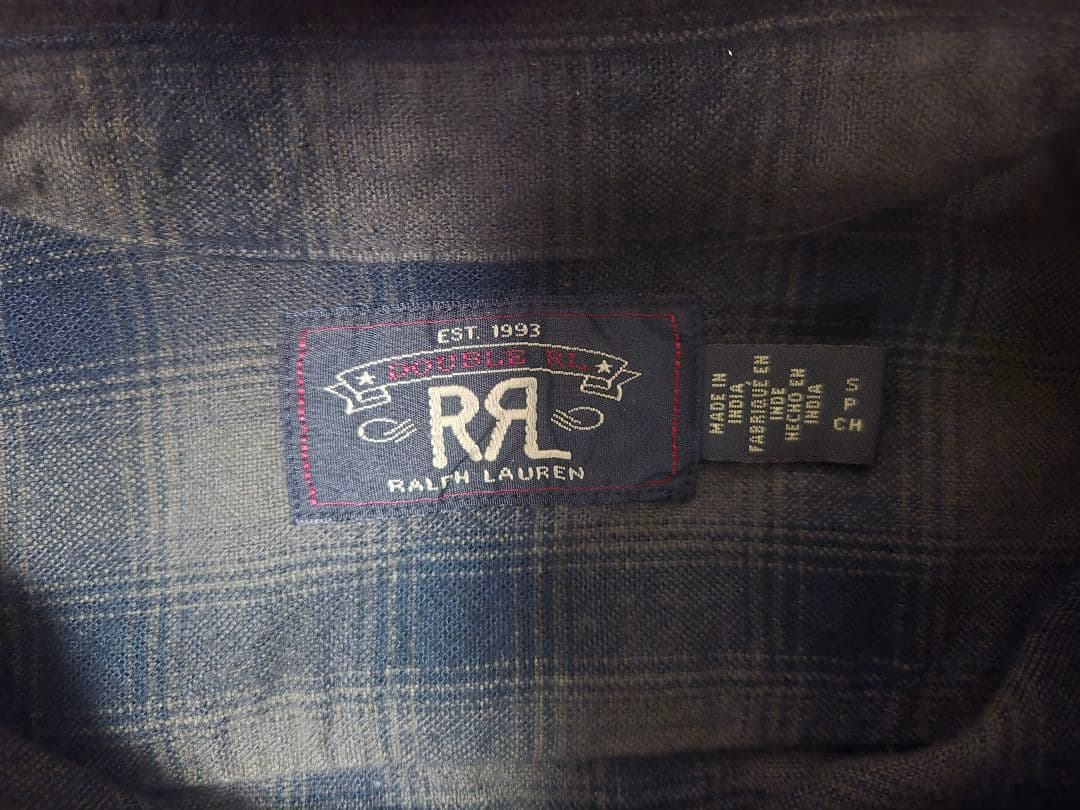 EST. 1993
DOUBLE RL
RRL
RALPH LAUREN
MADE IN
INDIA
FABRIQUÉ EN
INDE
HECHO EN
INDIA
S
P
CH